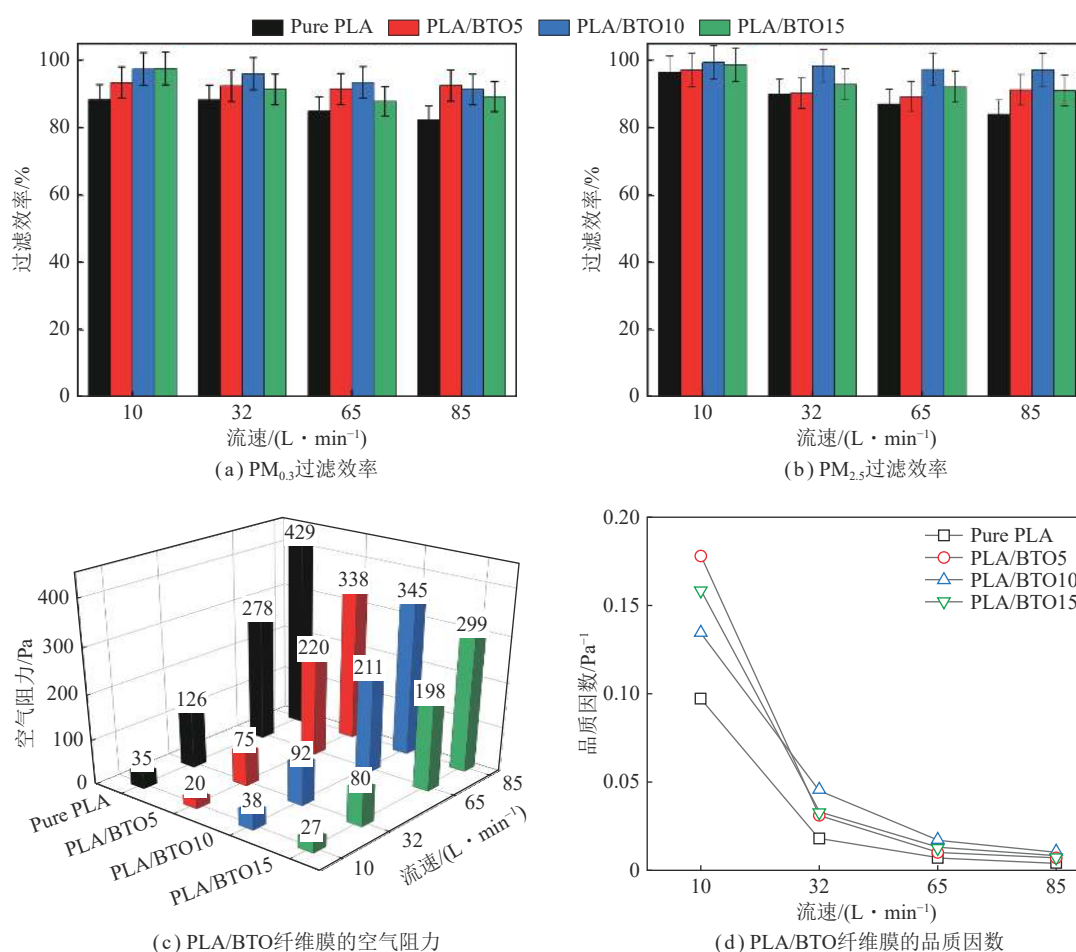 Pure PLA PLA/BTO5 PLA/BTO10 PLA/BTO15
过滤效率/%
100
80
60
40
20
0
10 32 65 85
流速/(L·min⁻¹)
(a) PM₀.₃过滤效率
过滤效率/%
100
80
60
40
20
0
10 32 65 85
流速/(L·min⁻¹)
(b) PM₂.₅过滤效率
空气阻力/Pa
400
300
200
100
0
429
278
126
35
338
220
75
20
345
211
92
38
299
198
80
27
Pure PLA
PLA/BTO5
PLA/BTO10
PLA/BTO15
10
32
65
85
流速/(L·min⁻¹)
(c) PLA/BTO纤维膜的空气阻力
品质因数/Pa⁻¹
0.20
0.15
0.10
0.05
0
Pure PLA
PLA/BTO5
PLA/BTO10
PLA/BTO15
10 32 65 85
流速/(L·min⁻¹)
(d) PLA/BTO纤维膜的品质因数